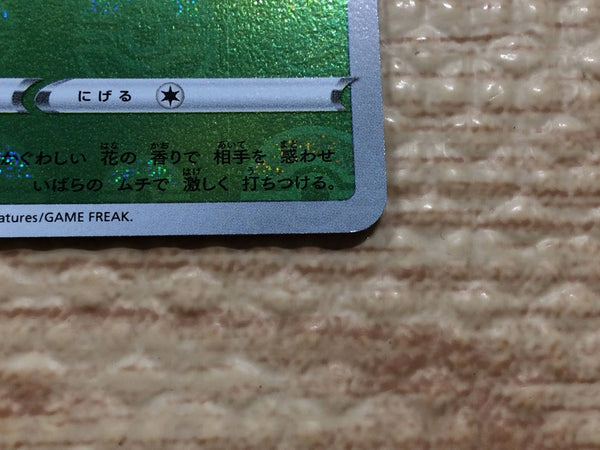 にげる
かぐわしい 花の 香りで 相手を 惑わせ
いばらの ムチで 激しく 打ちつける。
atures/GAME FREAK.